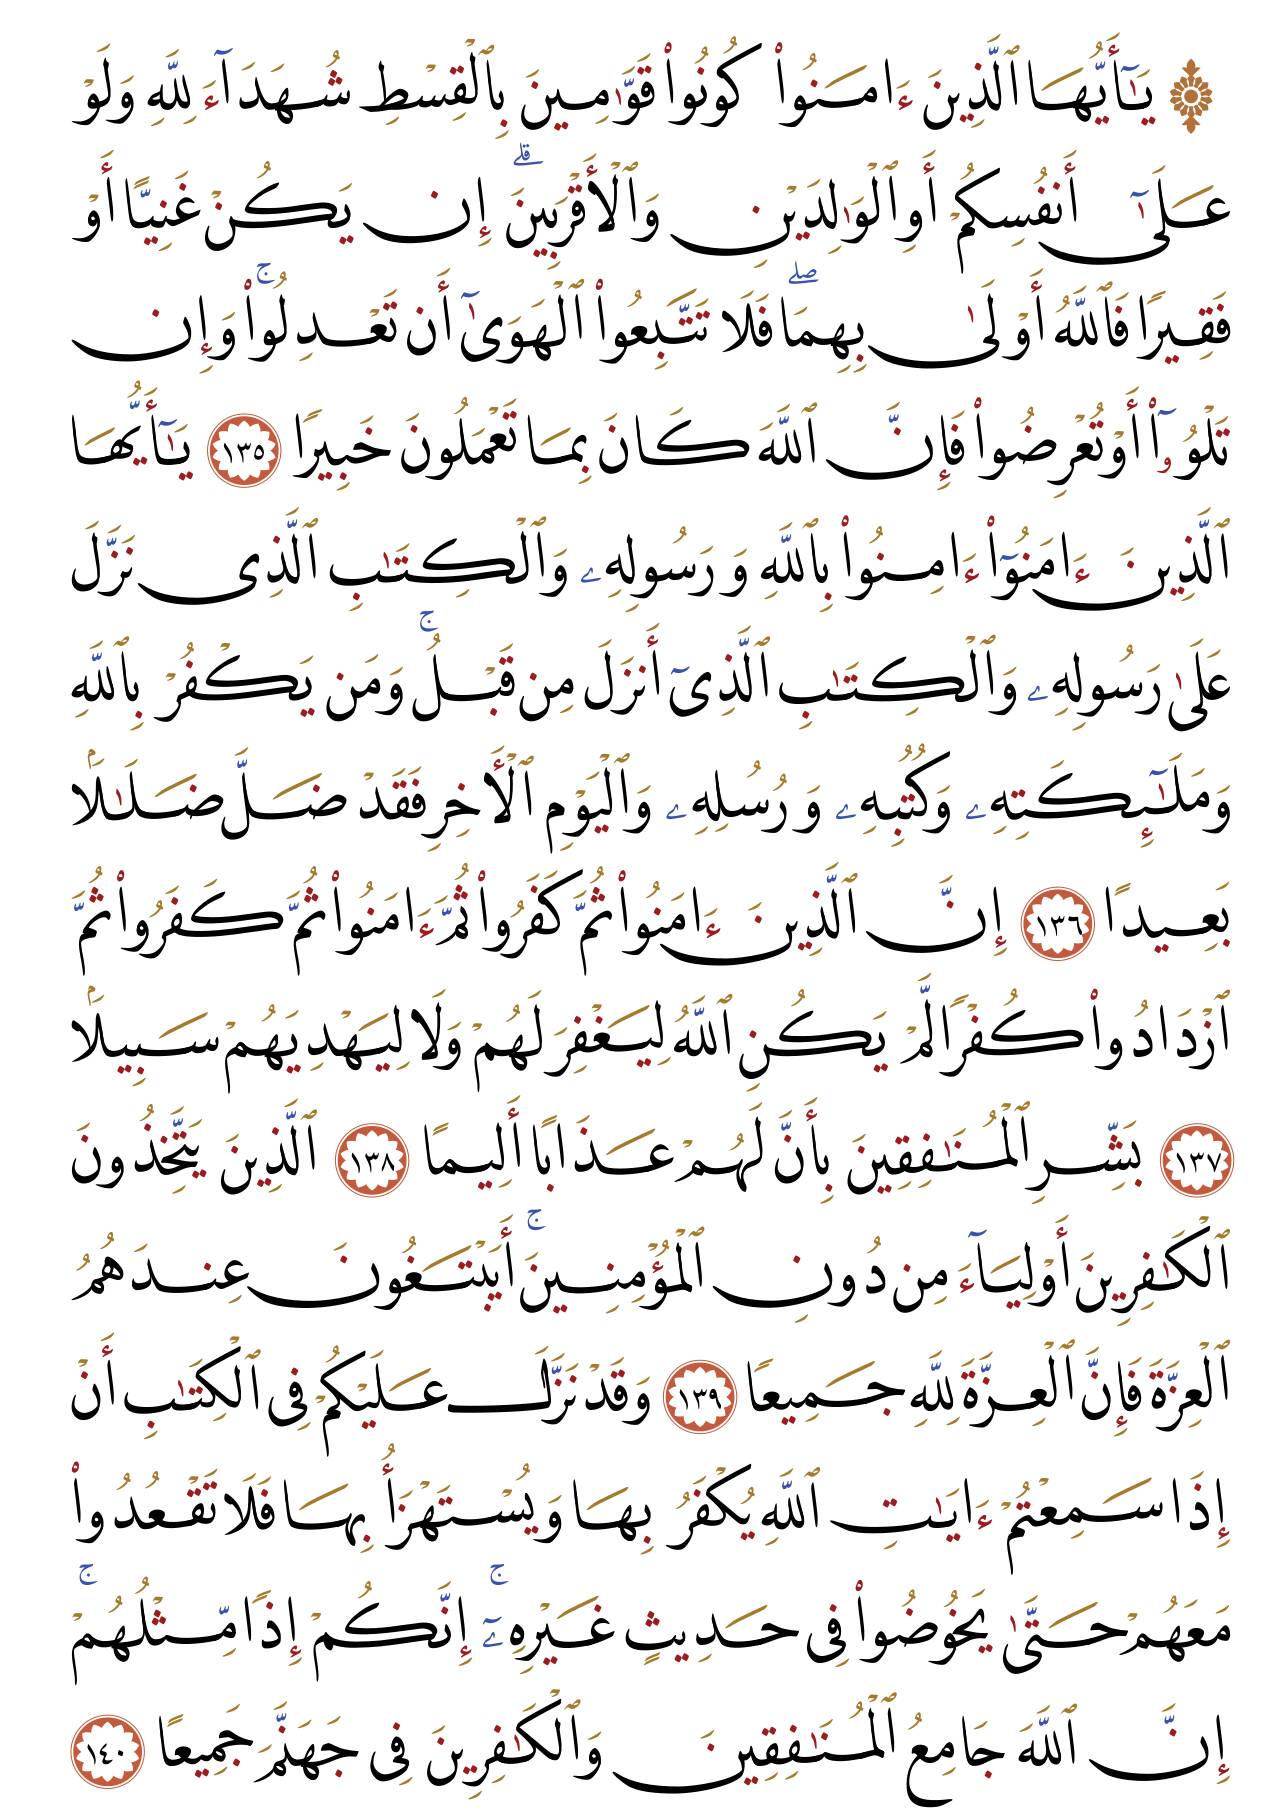 ۞ يَـٰٓأَيُّهَا ٱلَّذِينَ ءَامَنُوا۟ كُونُوا۟ قَوَّٰمِينَ بِٱلْقِسْطِ شُهَدَآءَ لِلَّهِ وَلَوْ
عَلَىٰٓ أَنفُسِكُمْ أَوِ ٱلْوَٰلِدَيْنِ وَٱلْأَقْرَبِينَ ۚ إِن يَكُنْ غَنِيًّا أَوْ
فَقِيرًا فَٱللَّهُ أَوْلَىٰ بِهِمَا ۖ فَلَا تَتَّبِعُوا۟ ٱلْهَوَىٰٓ أَن تَعْدِلُوا۟ ۚ وَإِن
تَلْوُۥٓا۟ أَوْ تُعْرِضُوا۟ فَإِنَّ ٱللَّهَ كَانَ بِمَا تَعْمَلُونَ خَبِيرًا ١٣٥ يَـٰٓأَيُّهَا
ٱلَّذِينَ ءَامَنُوٓا۟ ءَامِنُوا۟ بِٱللَّهِ وَرَسُولِهِۦ وَٱلْكِتَـٰبِ ٱلَّذِى نَزَّلَ
عَلَىٰ رَسُولِهِۦ وَٱلْكِتَـٰبِ ٱلَّذِىٓ أَنزَلَ مِن قَبْلُ ۚ وَمَن يَكْفُرْ بِٱللَّهِ
وَمَلَـٰٓئِكَتِهِۦ وَكُتُبِهِۦ وَرُسُلِهِۦ وَٱلْيَوْمِ ٱلْأَخِرِ فَقَدْ ضَلَّ ضَلَـٰلًۢا
بَعِيدًا ١٣٦ إِنَّ ٱلَّذِينَ ءَامَنُوا۟ ثُمَّ كَفَرُوا۟ ثُمَّ ءَامَنُوا۟ ثُمَّ كَفَرُوا۟ ثُمَّ
ٱزْدَادُوا۟ كُفْرًا لَّمْ يَكُنِ ٱللَّهُ لِيَغْفِرَ لَهُمْ وَلَا لِيَهْدِيَهُمْ سَبِيلًۢا
١٣٧ بَشِّرِ ٱلْمُنَـٰفِقِينَ بِأَنَّ لَهُمْ عَذَابًا أَلِيمًا ١٣٨ ٱلَّذِينَ يَتَّخِذُونَ
ٱلْكَـٰفِرِينَ أَوْلِيَآءَ مِن دُونِ ٱلْمُؤْمِنِينَ ۚ أَيَبْتَغُونَ عِندَهُمُ
ٱلْعِزَّةَ فَإِنَّ ٱلْعِزَّةَ لِلَّهِ جَمِيعًا ١٣٩ وَقَدْ نَزَّلَ عَلَيْكُمْ فِى ٱلْكِتَـٰبِ أَنْ
إِذَا سَمِعْتُمْ ءَايَـٰتِ ٱللَّهِ يُكْفَرُ بِهَا وَيُسْتَهْزَأُ بِهَا فَلَا تَقْعُدُوا۟
مَعَهُمْ حَتَّىٰ يَخُوضُوا۟ فِى حَدِيثٍ غَيْرِهِۦٓ ۚ إِنَّكُمْ إِذًا مِّثْلُهُمْ ۚ
إِنَّ ٱللَّهَ جَامِعُ ٱلْمُنَـٰفِقِينَ وَٱلْكَـٰفِرِينَ فِى جَهَنَّمَ جَمِيعًا ١٤٠